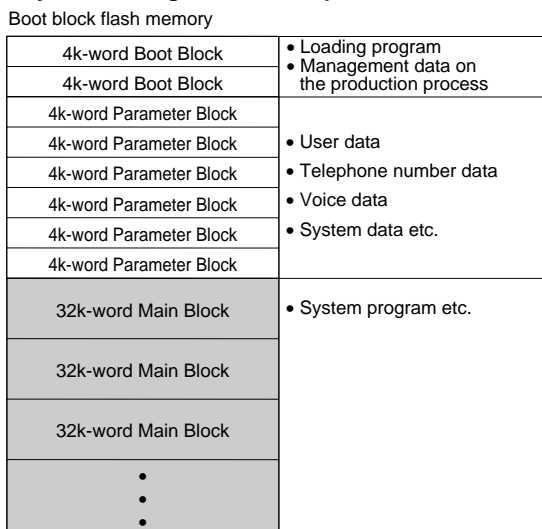 Boot block flash memory
4k-word Boot Block
4k-word Boot Block
• Loading program
• Management data on
the production process
4k-word Parameter Block
4k-word Parameter Block
4k-word Parameter Block
4k-word Parameter Block
4k-word Parameter Block
4k-word Parameter Block
• User data
• Telephone number data
• Voice data
• System data etc.
32k-word Main Block
32k-word Main Block
32k-word Main Block
• System program etc.